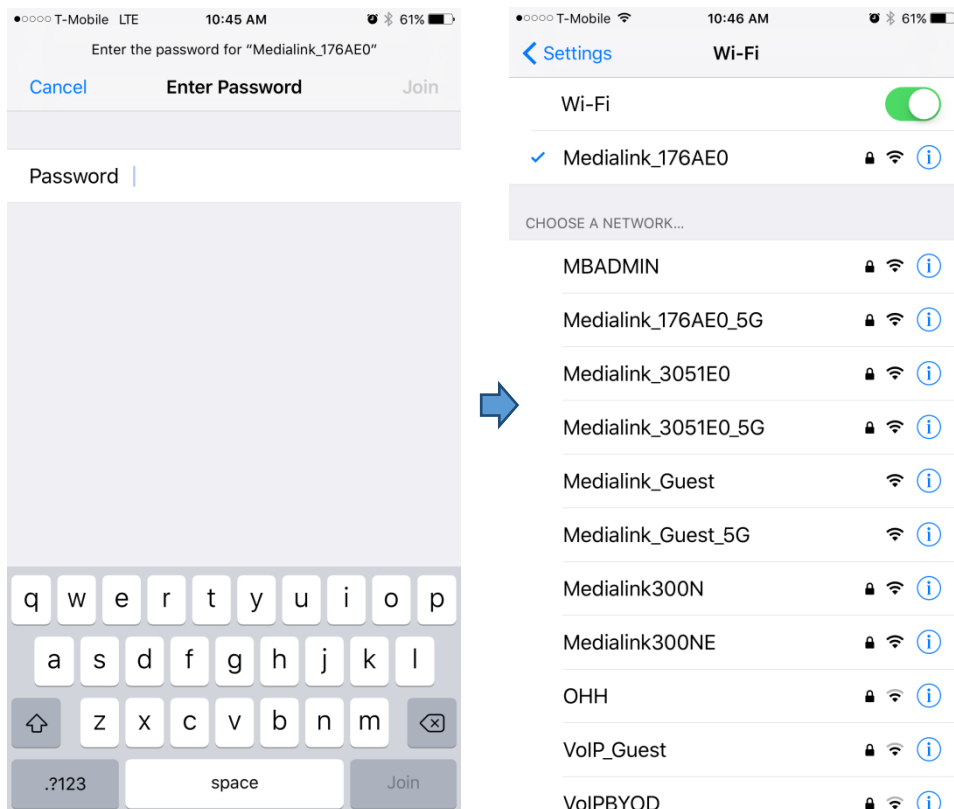 T-Mobile LTE 10:45 AM 61%
Enter the password for “Medialink_176AE0”
Cancel Enter Password Join
Password
q w e r t y u i o p
a s d f g h j k l
z x c v b n m
.?123 space Join
T-Mobile 10:46 AM 61%
Settings Wi-Fi
Wi-Fi
Medialink_176AE0
CHOOSE A NETWORK...
MBADMIN
Medialink_176AE0_5G
Medialink_3051E0
Medialink_3051E0_5G
Medialink_Guest
Medialink_Guest_5G
Medialink300N
Medialink300NE
OHH
VoIP_Guest
VoIPBYOD